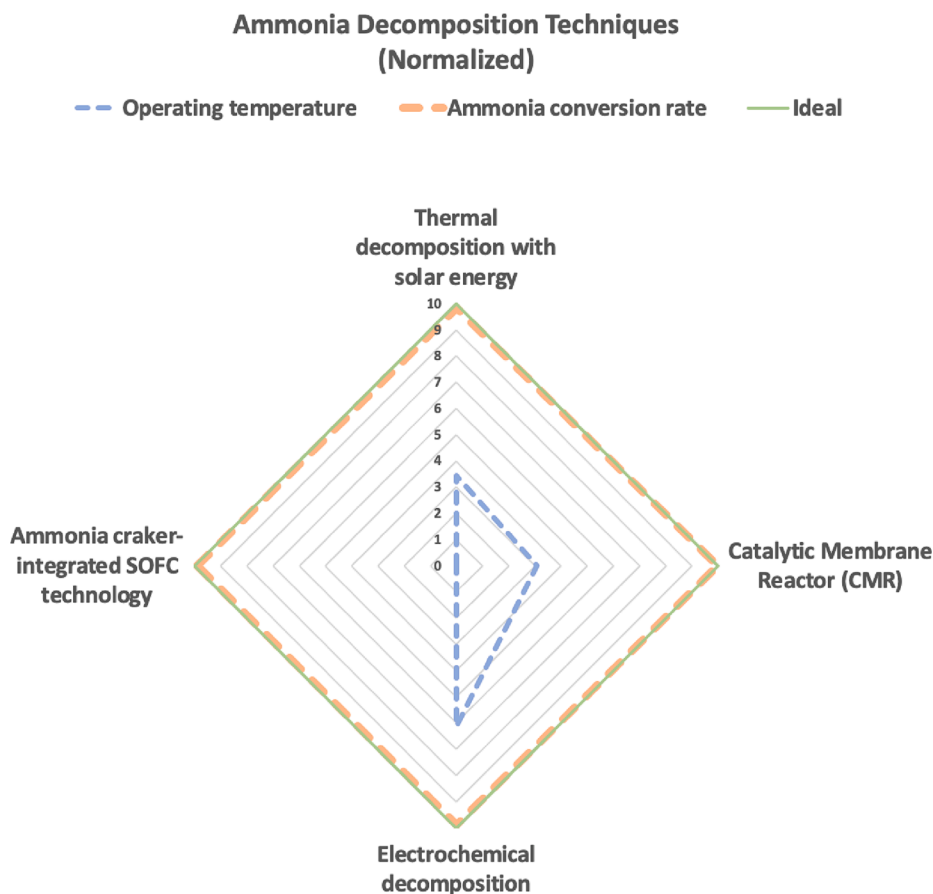 Ammonia Decomposition Techniques
(Normalized)
Operating temperature
Ammonia conversion rate
Ideal
Thermal
decomposition with
solar energy
10
9
8
7
6
5
4
3
2
1
0
Ammonia craker-
integrated SOFC
technology
Catalytic Membrane
Reactor (CMR)
Electrochemical
decomposition